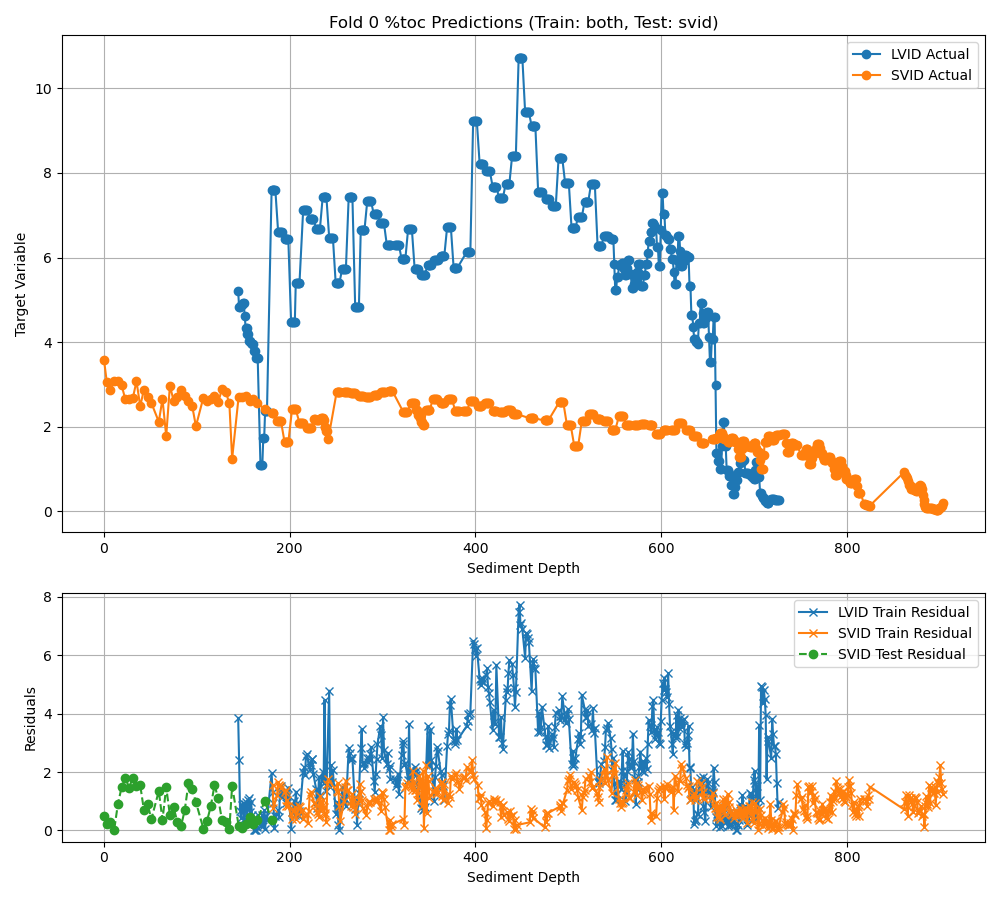 Fold 0 %toc Predictions (Train: both, Test: svid)
LVID Actual
SVID Actual
Target Variable
10
8
6
4
2
0
0 200 400 600 800
Sediment Depth
LVID Train Residual
SVID Train Residual
SVID Test Residual
Residuals
8
6
4
2
0
0 200 400 600 800
Sediment Depth